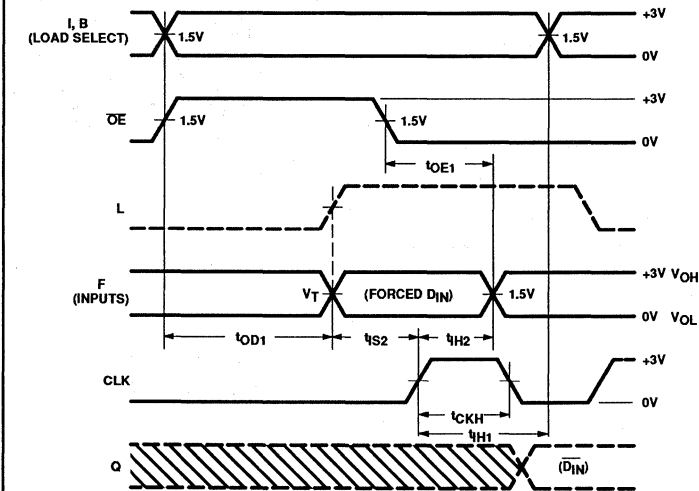 I, B
(LOAD SELECT)
1.5V
1.5V
+3V
0V
OE
1.5V
1.5V
+3V
0V
tOE1
L
F
(INPUTS)
VT
(FORCED DIN)
1.5V
+3V VOH
0V VOL
tOD1
tIS2
tIH2
CLK
+3V
0V
tCKH
tIH1
Q
(DIN)